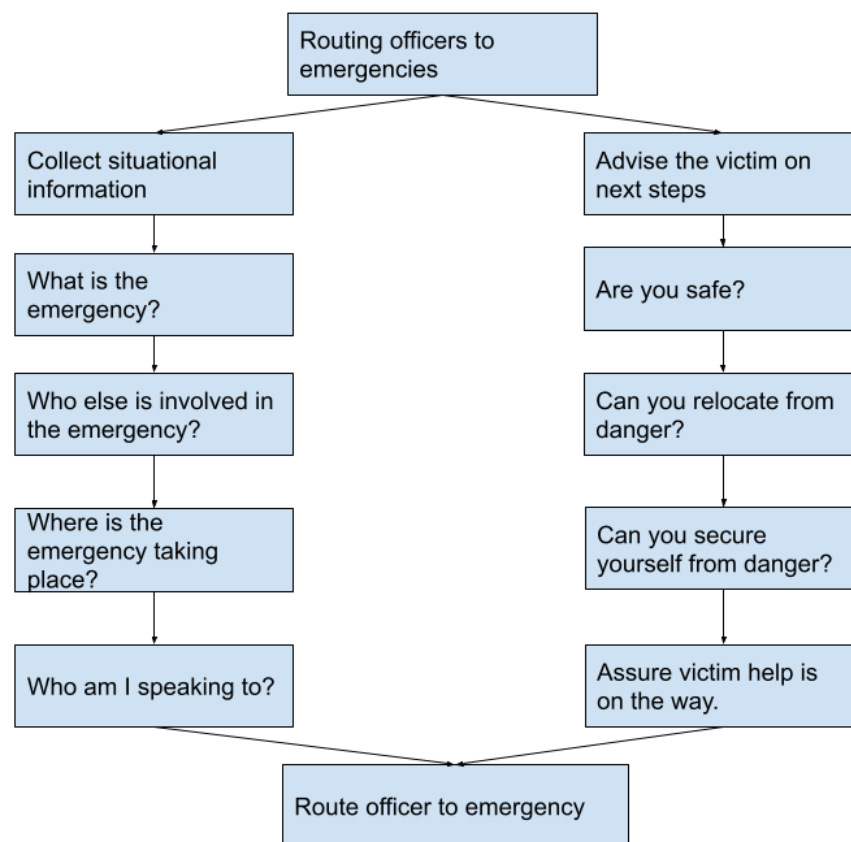 Routing officers to
emergencies
Collect situational
information
Advise the victim on
next steps
What is the
emergency?
Are you safe?
Who else is involved in
the emergency?
Can you relocate from
danger?
Where is the
emergency taking
place?
Can you secure
yourself from danger?
Who am I speaking to?
Assure victim help is
on the way.
Route officer to emergency